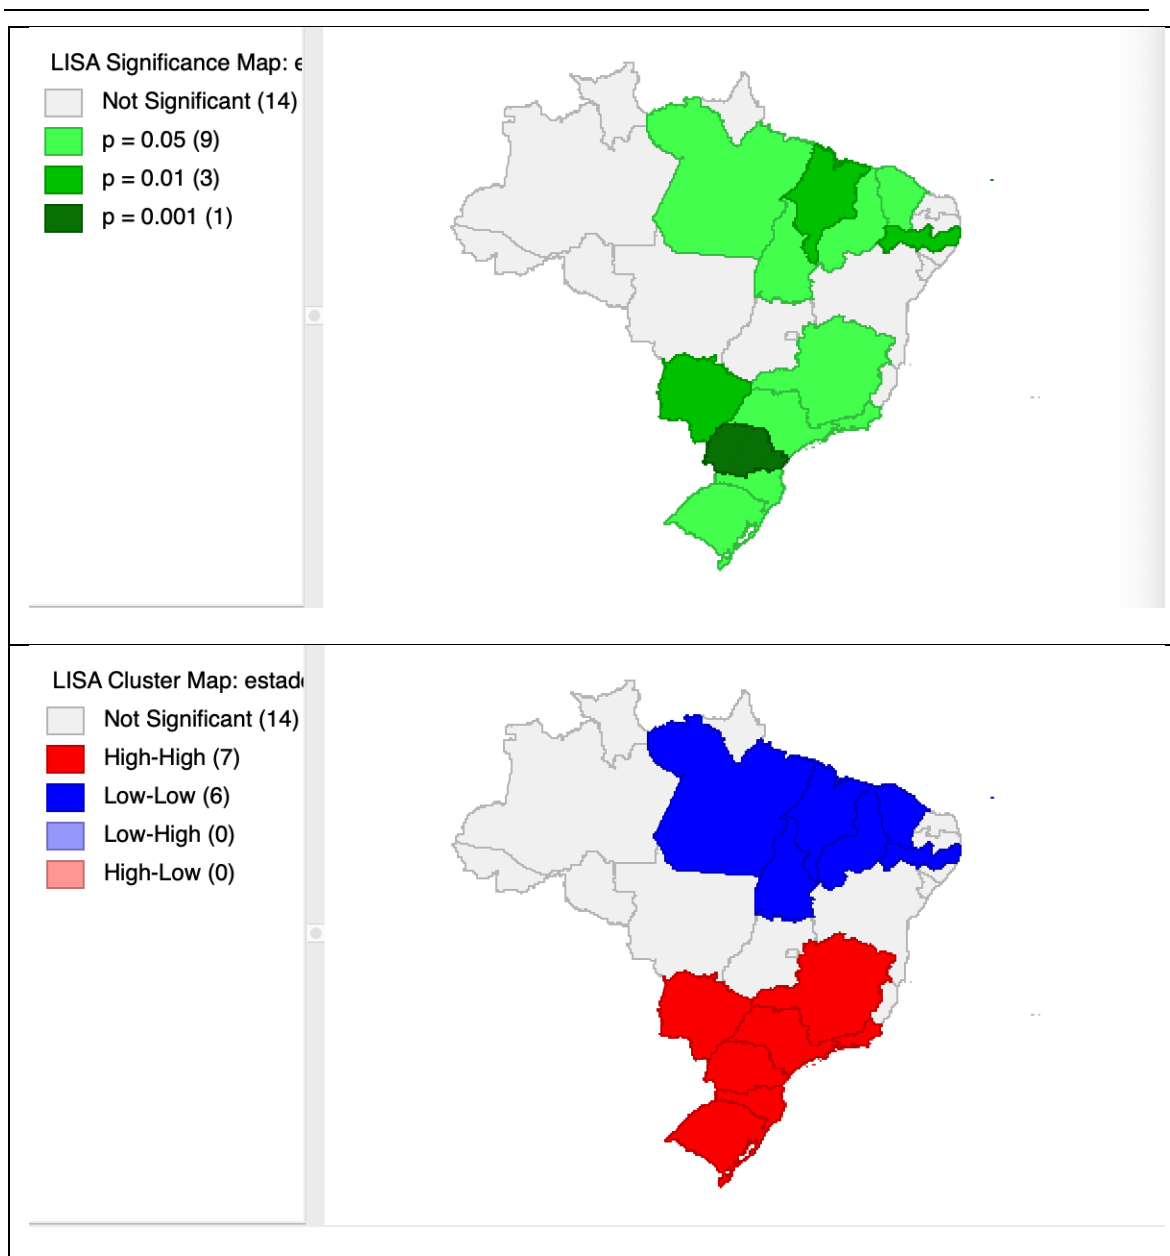 LISA Significance Map: e
Not Significant (14)
p = 0.05 (9)
p = 0.01 (3)
p = 0.001 (1)
LISA Cluster Map: estad
Not Significant (14)
High-High (7)
Low-Low (6)
Low-High (0)
High-Low (0)